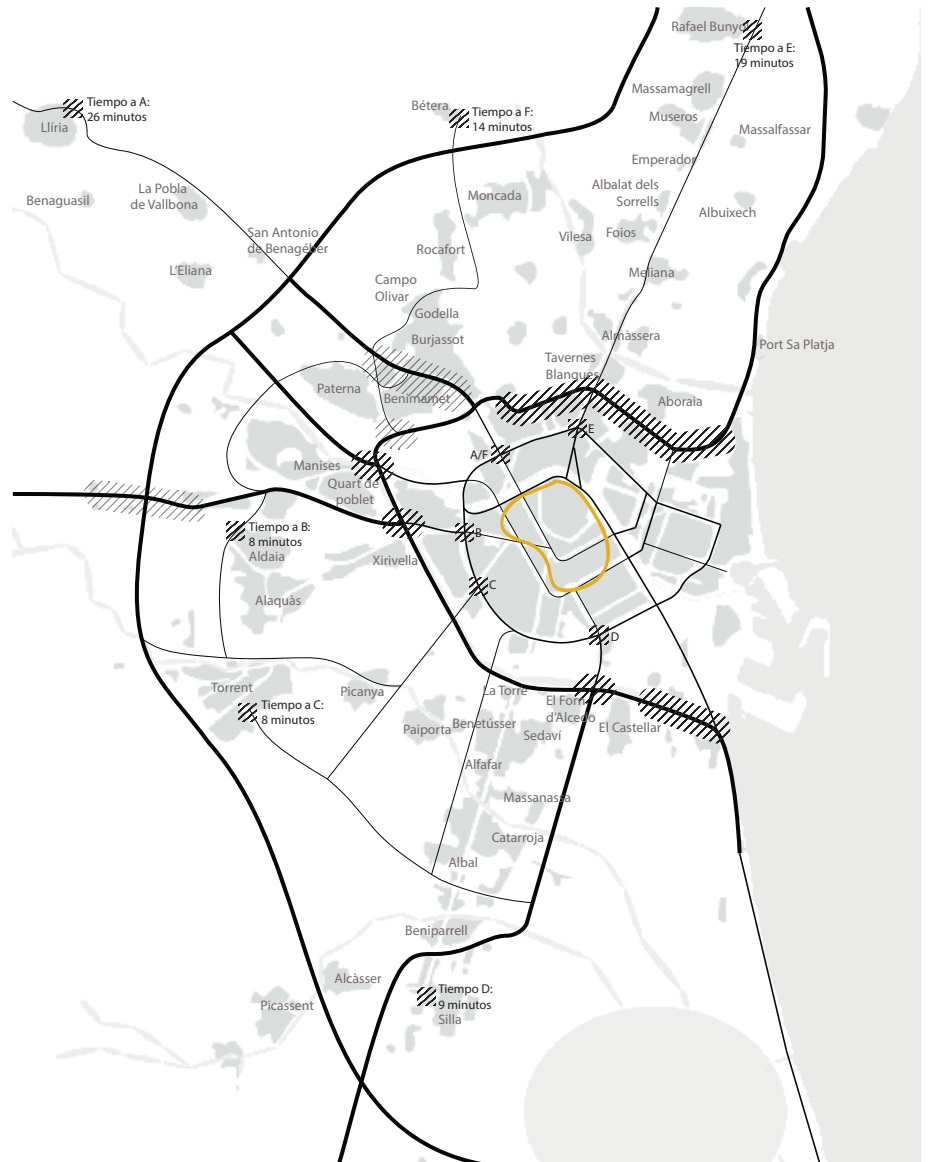 Rafael Bunyol
Tiempo a E:
19 minutos
Massamagrell
Tiempo a A:
26 minutos
Llíria
Bétera
Tiempo a F:
14 minutos
Museros
Massalfassar
Emperador
Benaguasil
La Pobla
de Vallbona
Moncada
Albalat dels
Sorrells
Albuixech
San Antonio
de Benagéber
Rocafort
Vilesa
Foios
L'Eliana
Campo
Olivar
Meliana
Godella
Burjassot
Almàssera
Port Sa Platja
Tavernes
Blangues
Paterna
Benimamet
Aboraia
E
A/F
Manises
Quart de
poblet
Tiempo a B:
8 minutos
Aldaia
B
Xirivella
C
Alaquàs
D
Torrent
Picanya
La Torre
El Forn
d'Alcedo
Tiempo a C:
8 minutos
Paiporta
Benetússer
Sedaví
El Castellar
Alfafar
Massanassa
Catarroja
Albal
Beniparrell
Alcàsser
Picassent
Tiempo D:
9 minutos
Silla